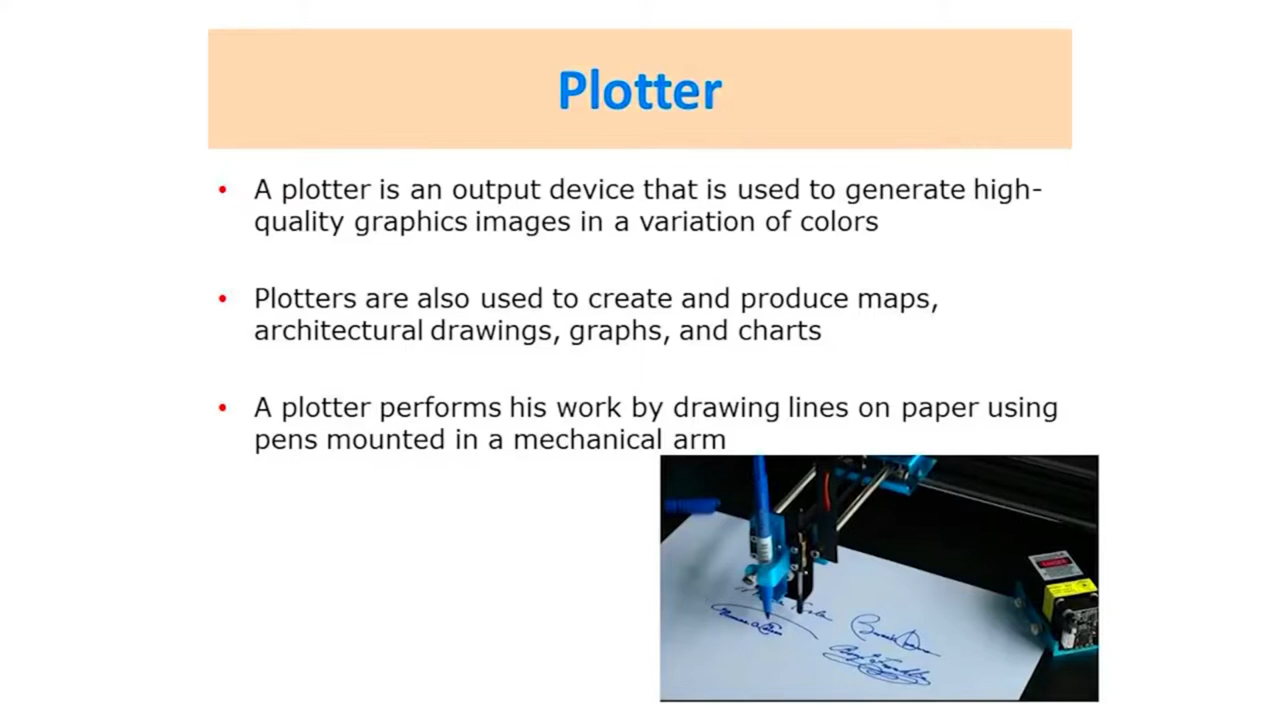 Plotter
• A plotter is an output device that is used to generate high-
quality graphics images in a variation of colors
• Plotters are also used to create and produce maps,
architectural drawings, graphs, and charts
• A plotter performs his work by drawing lines on paper using
pens mounted in a mechanical arm